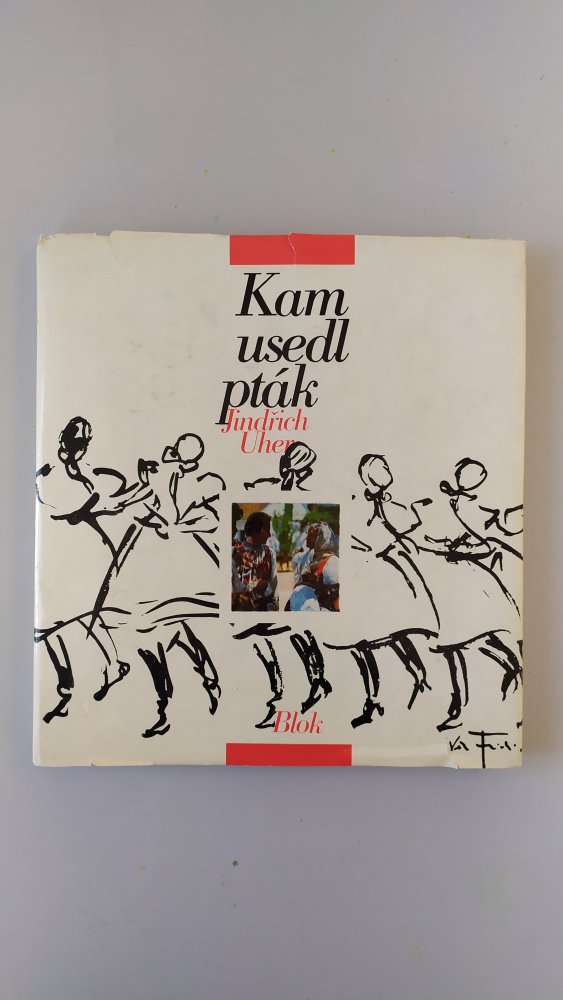 Kam
usedl
pták
Jindřich
Uher
Blok